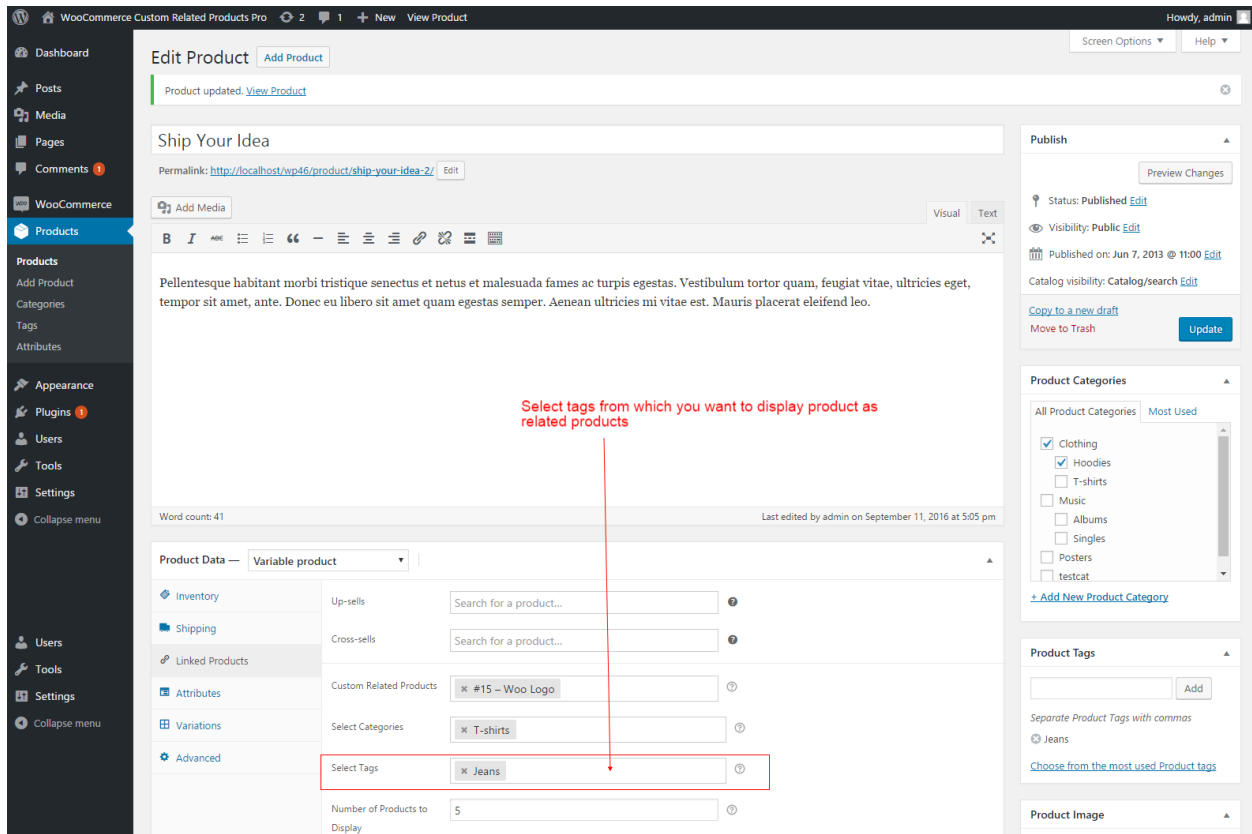 WooCommerce Custom Related Products Pro 2 1 + New View Product Howdy, admin
Screen Options ▼ Help ▼
Dashboard
Posts
Media
Pages
Comments 1
WooCommerce
Products
Products
Add Product
Categories
Tags
Attributes
Appearance
Plugins 1
Users
Tools
Settings
Collapse menu
Users
Tools
Settings
Collapse menu
Edit Product Add Product
Product updated. View Product
Ship Your Idea
Permalink: http://localhost/wp46/product/ship-your-idea-2/ Edit
Add Media
Visual Text
B I ABC
Pellentesque habitant morbi tristique senectus et netus et malesuada fames ac turpis egestas. Vestibulum tortor quam, feugiat vitae, ultricies eget,
tempor sit amet, ante. Donec eu libero sit amet quam egestas semper. Aenean ultricies mi vitae est. Mauris placerat eleifend leo.
Select tags from which you want to display product as
related products
Word count: 41 Last edited by admin on September 11, 2016 at 5:05 pm
Product Data — Variable product
Inventory
Shipping
Linked Products
Attributes
Variations
Advanced
Up-sells Search for a product...
Cross-sells Search for a product...
Custom Related Products × #15 – Woo Logo
Select Categories × T-shirts
Select Tags × Jeans
Number of Products to 5
Display
Publish
Preview Changes
Status: Published Edit
Visibility: Public Edit
Published on: Jun 7, 2013 @ 11:00 Edit
Catalog visibility: Catalog/search Edit
Copy to a new draft
Move to Trash Update
Product Categories
All Product Categories Most Used
Clothing
Hoodies
T-shirts
Music
Albums
Singles
Posters
testcat
+ Add New Product Category
Product Tags
Add
Separate Product Tags with commas
Jeans
Choose from the most used Product tags
Product Image